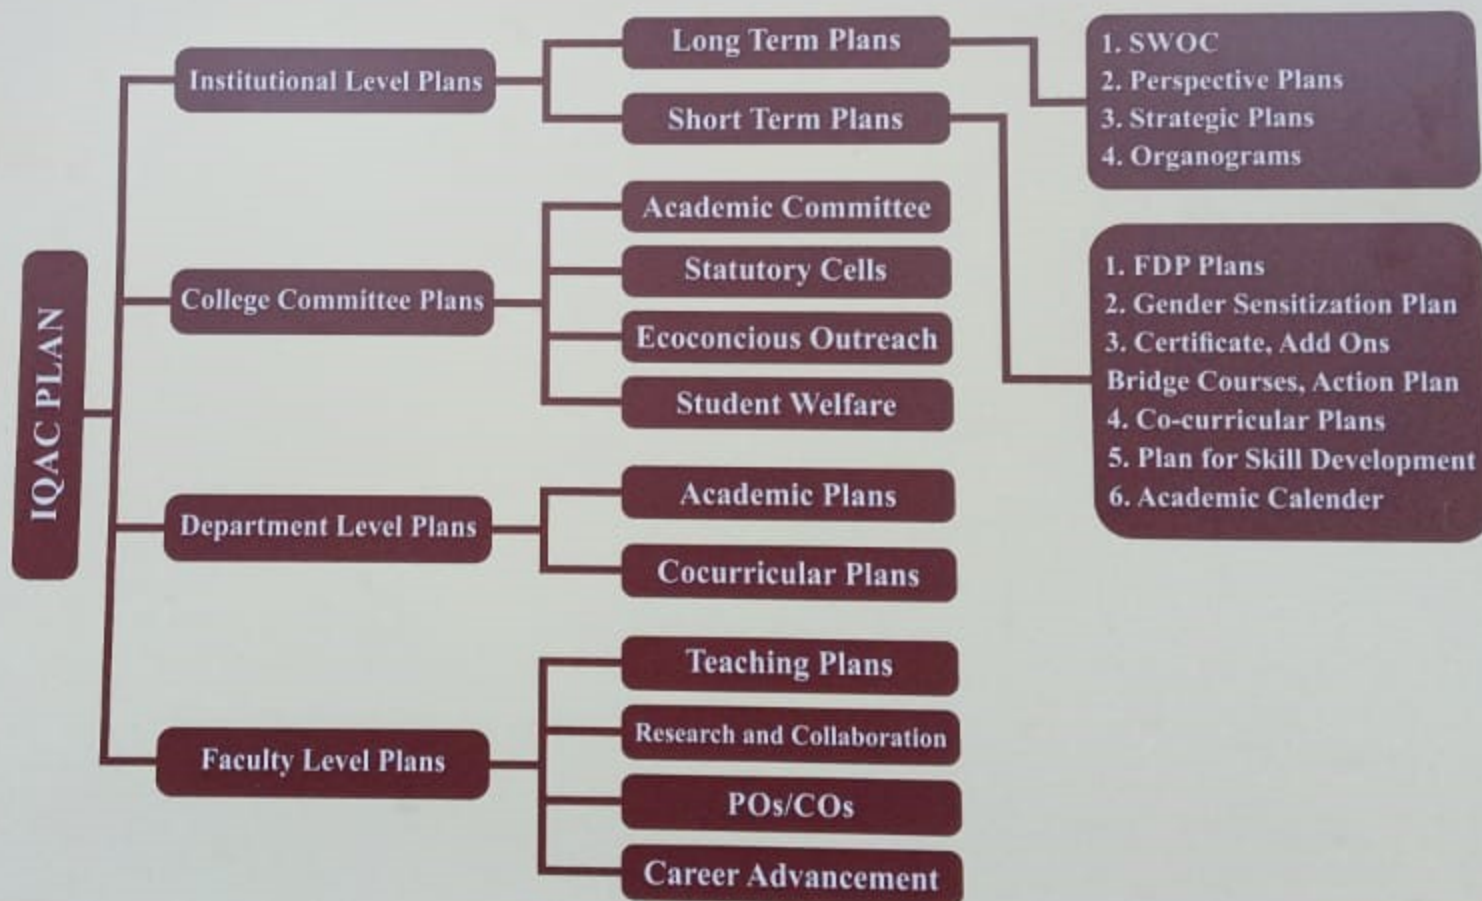 IQAC PLAN
Institutional Level Plans
Long Term Plans
Short Term Plans
1. SWOC
2. Perspective Plans
3. Strategic Plans
4. Organograms
1. FDP Plans
2. Gender Sensitization Plan
3. Certificate, Add Ons
Bridge Courses, Action Plan
4. Co-curricular Plans
5. Plan for Skill Development
6. Academic Calender
College Committee Plans
Academic Committee
Statutory Cells
Ecoconcious Outreach
Student Welfare
Department Level Plans
Academic Plans
Cocurricular Plans
Faculty Level Plans
Teaching Plans
Research and Collaboration
POs/COs
Career Advancement